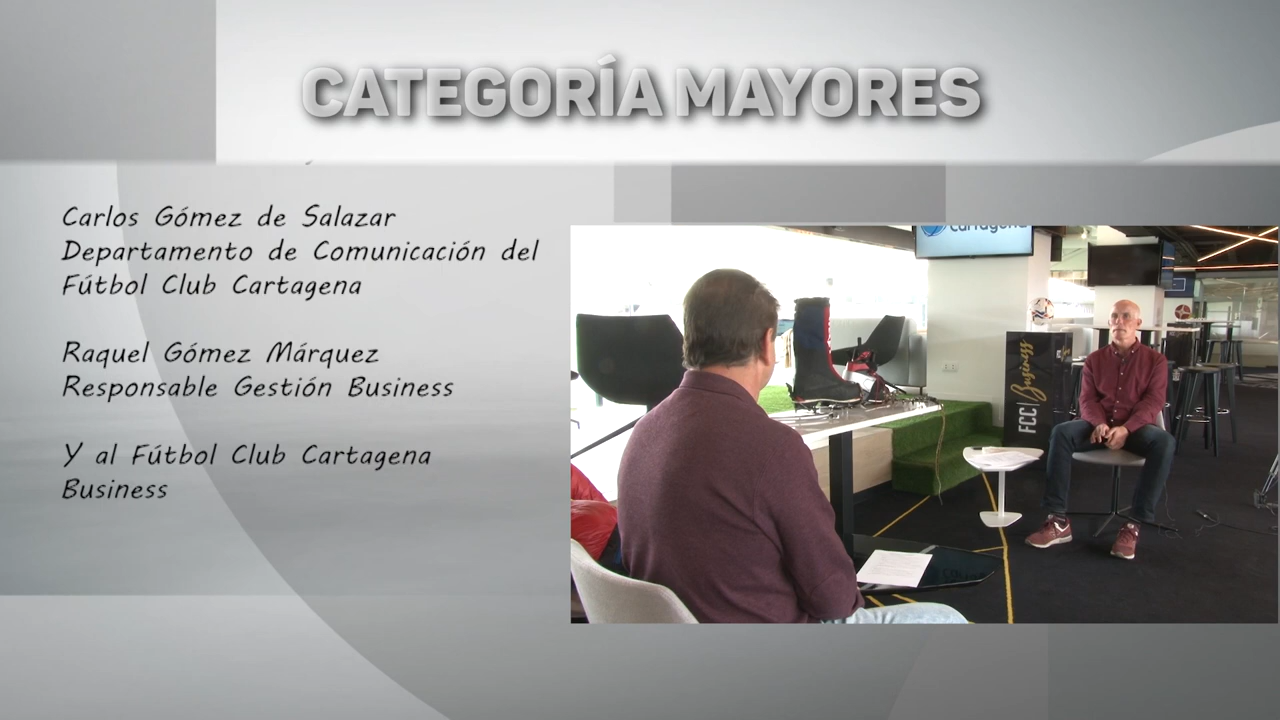 CATEGORÍA MAYORES
Carlos Gómez de Salazar
Departamento de Comunicación del
Fútbol Club Cartagena
Raquel Gómez Márquez
Responsable Gestión Business
Y al Fútbol Club Cartagena
Business
Cartagena
FCC | Business